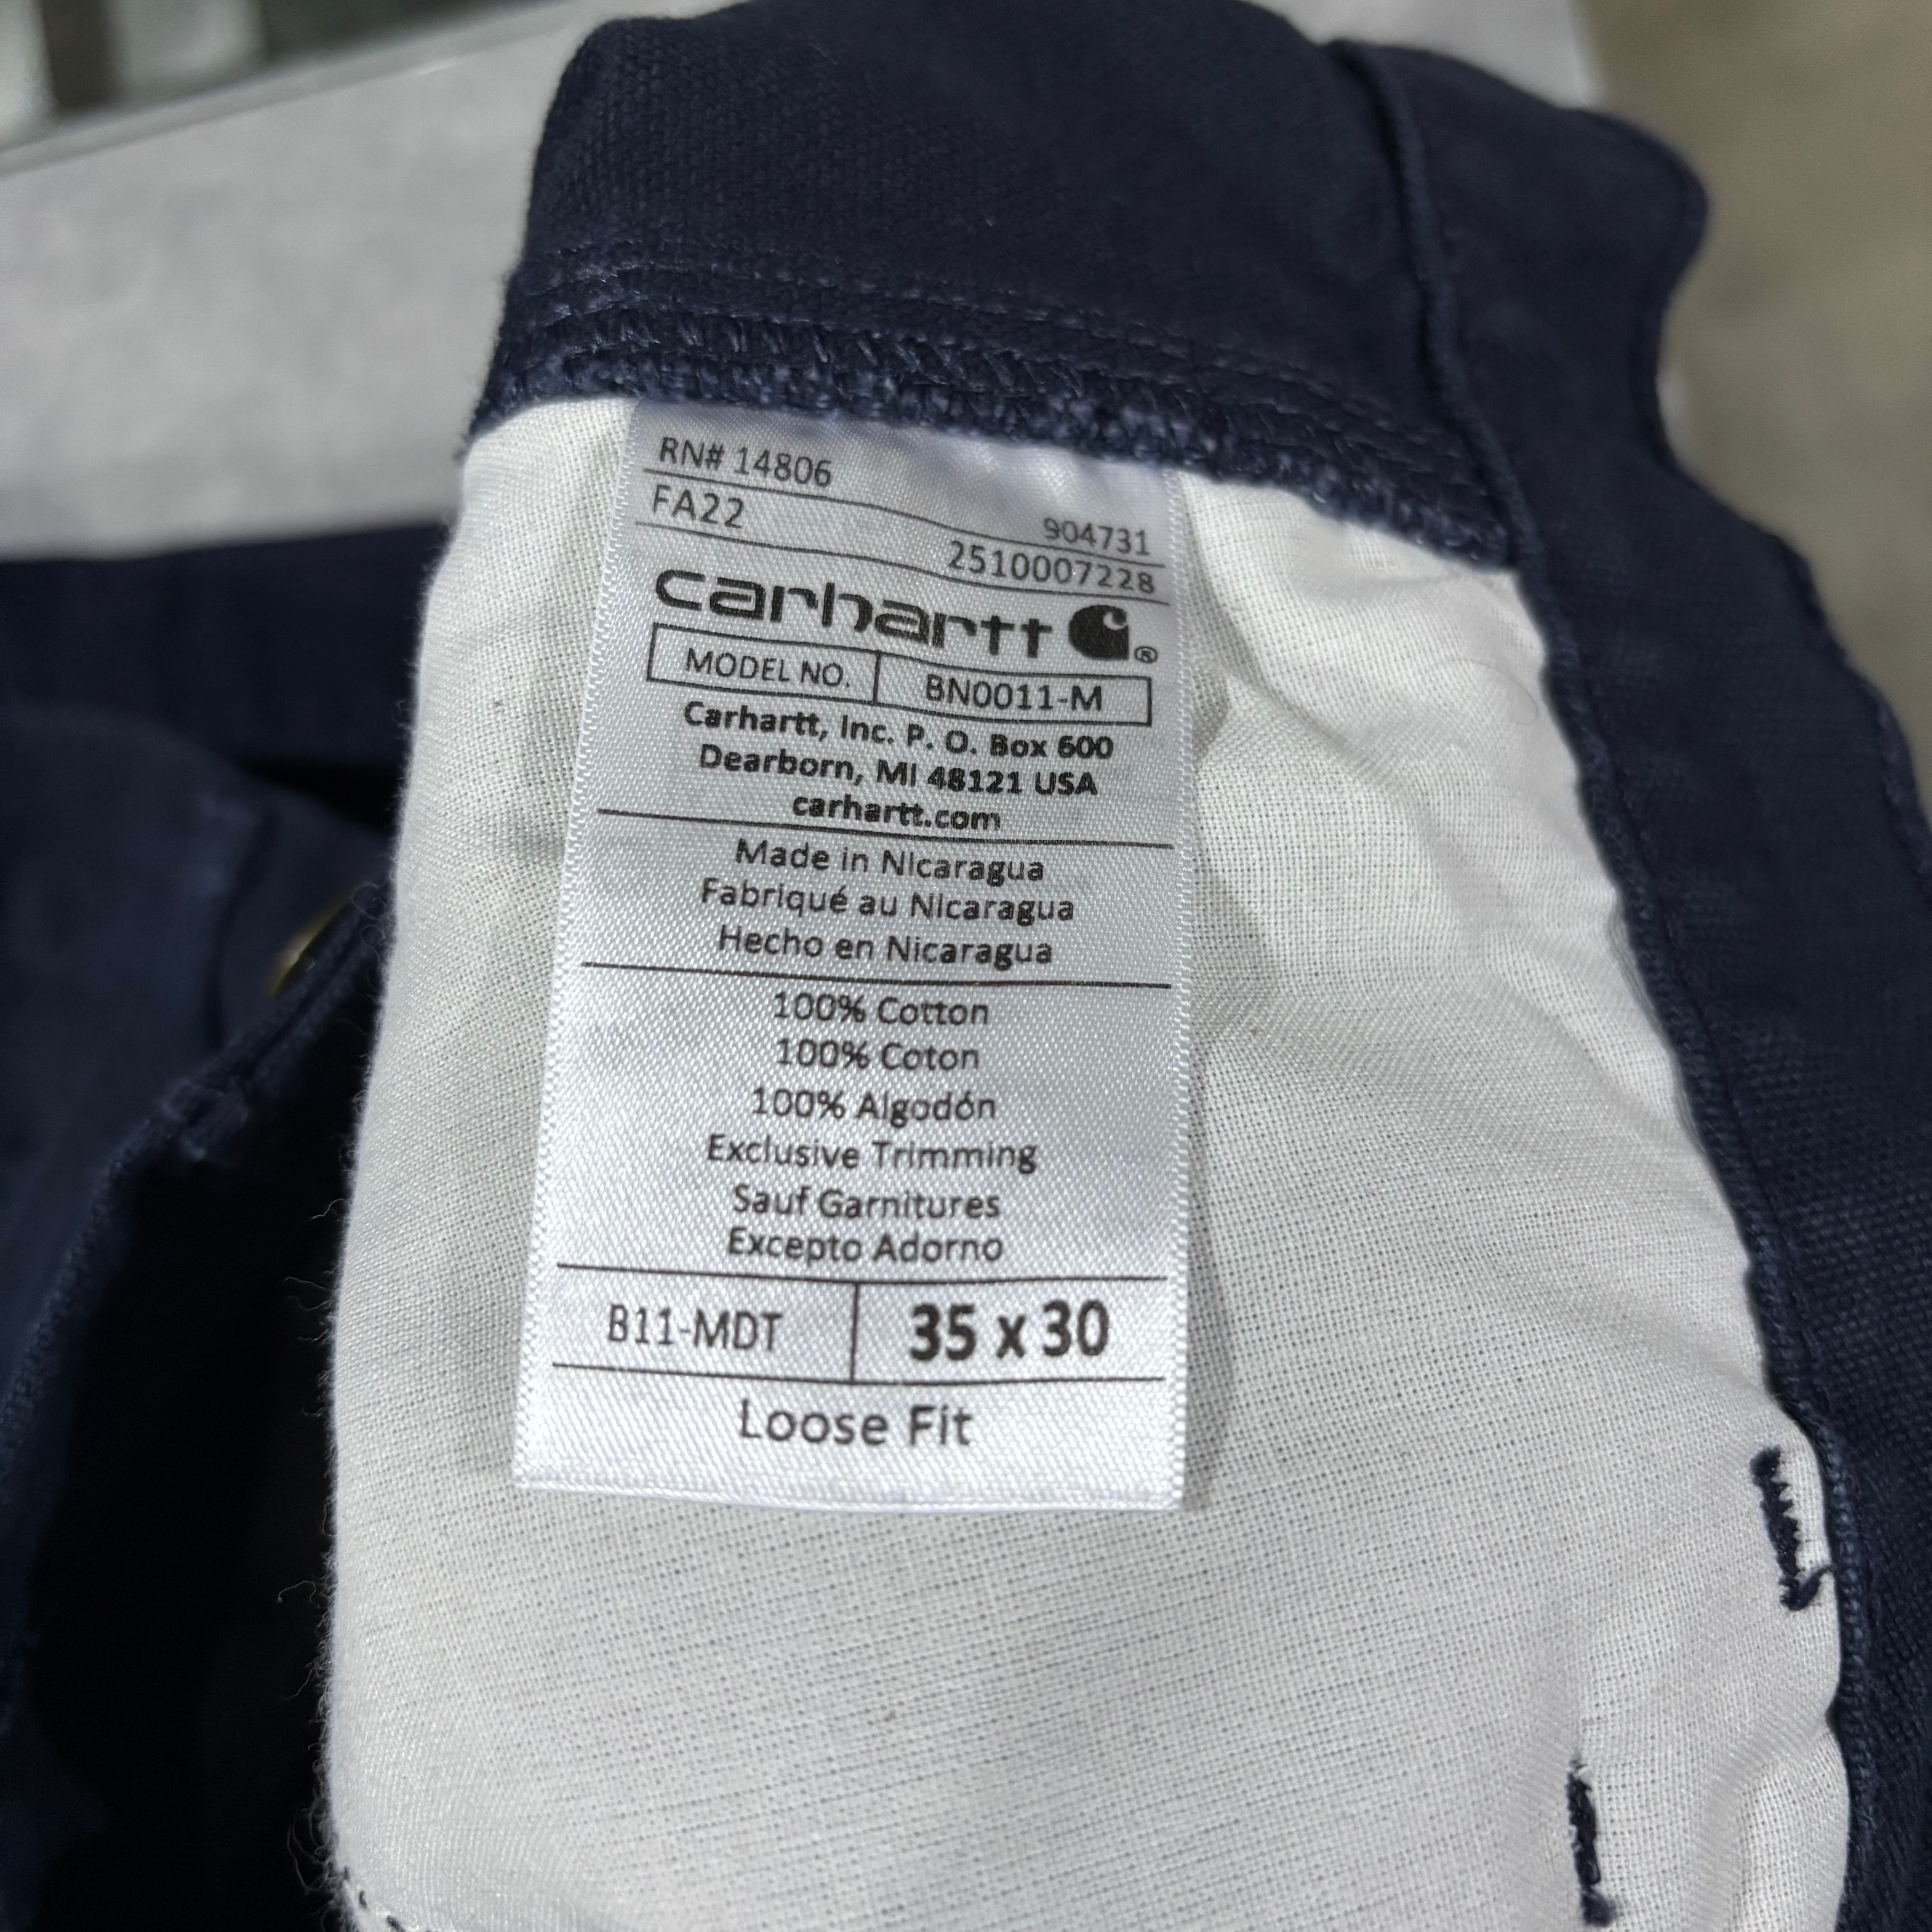 RN# 14806
FA22 904731
2510007228
carhartt ®
MODEL NO. BN0011-M
Carhartt, Inc. P. O. Box 600
Dearborn, MI 48121 USA
carhartt.com
Made in Nicaragua
Fabriqué au Nicaragua
Hecho en Nicaragua
100% Cotton
100% Coton
100% Algodón
Exclusive Trimming
Sauf Garnitures
Excepto Adorno
B11-MDT 35 x 30
Loose Fit